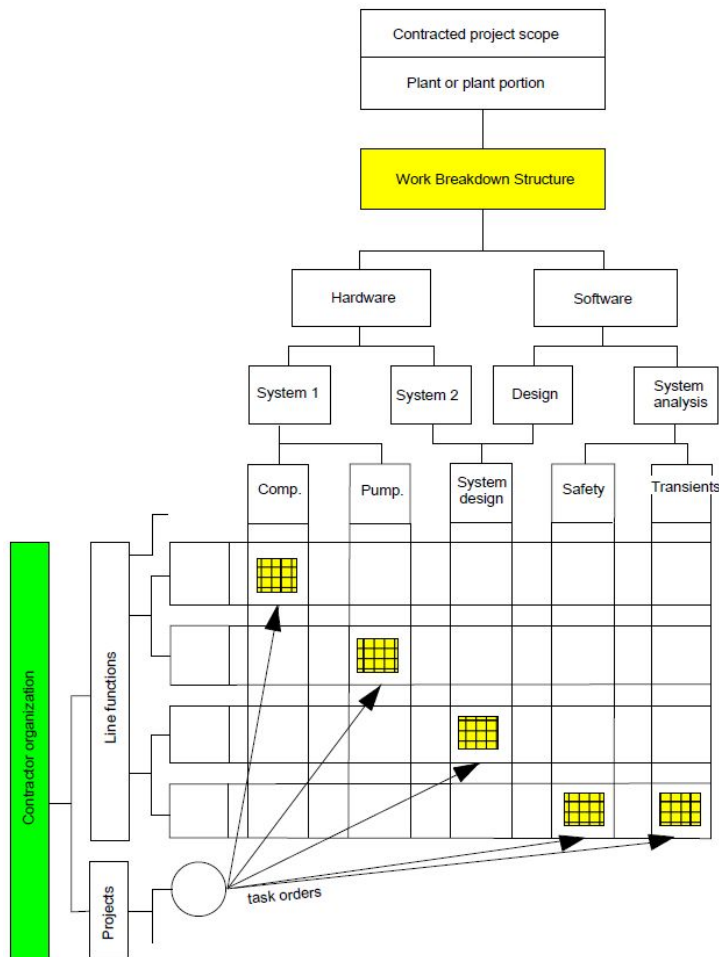 Contracted project scope
Plant or plant portion
Work Breakdown Structure
Hardware
Software
System 1
System 2
Design
System
analysis
Comp.
Pump.
System
design
Safety
Transients
Contractor organization
Line functions
Projects
task orders